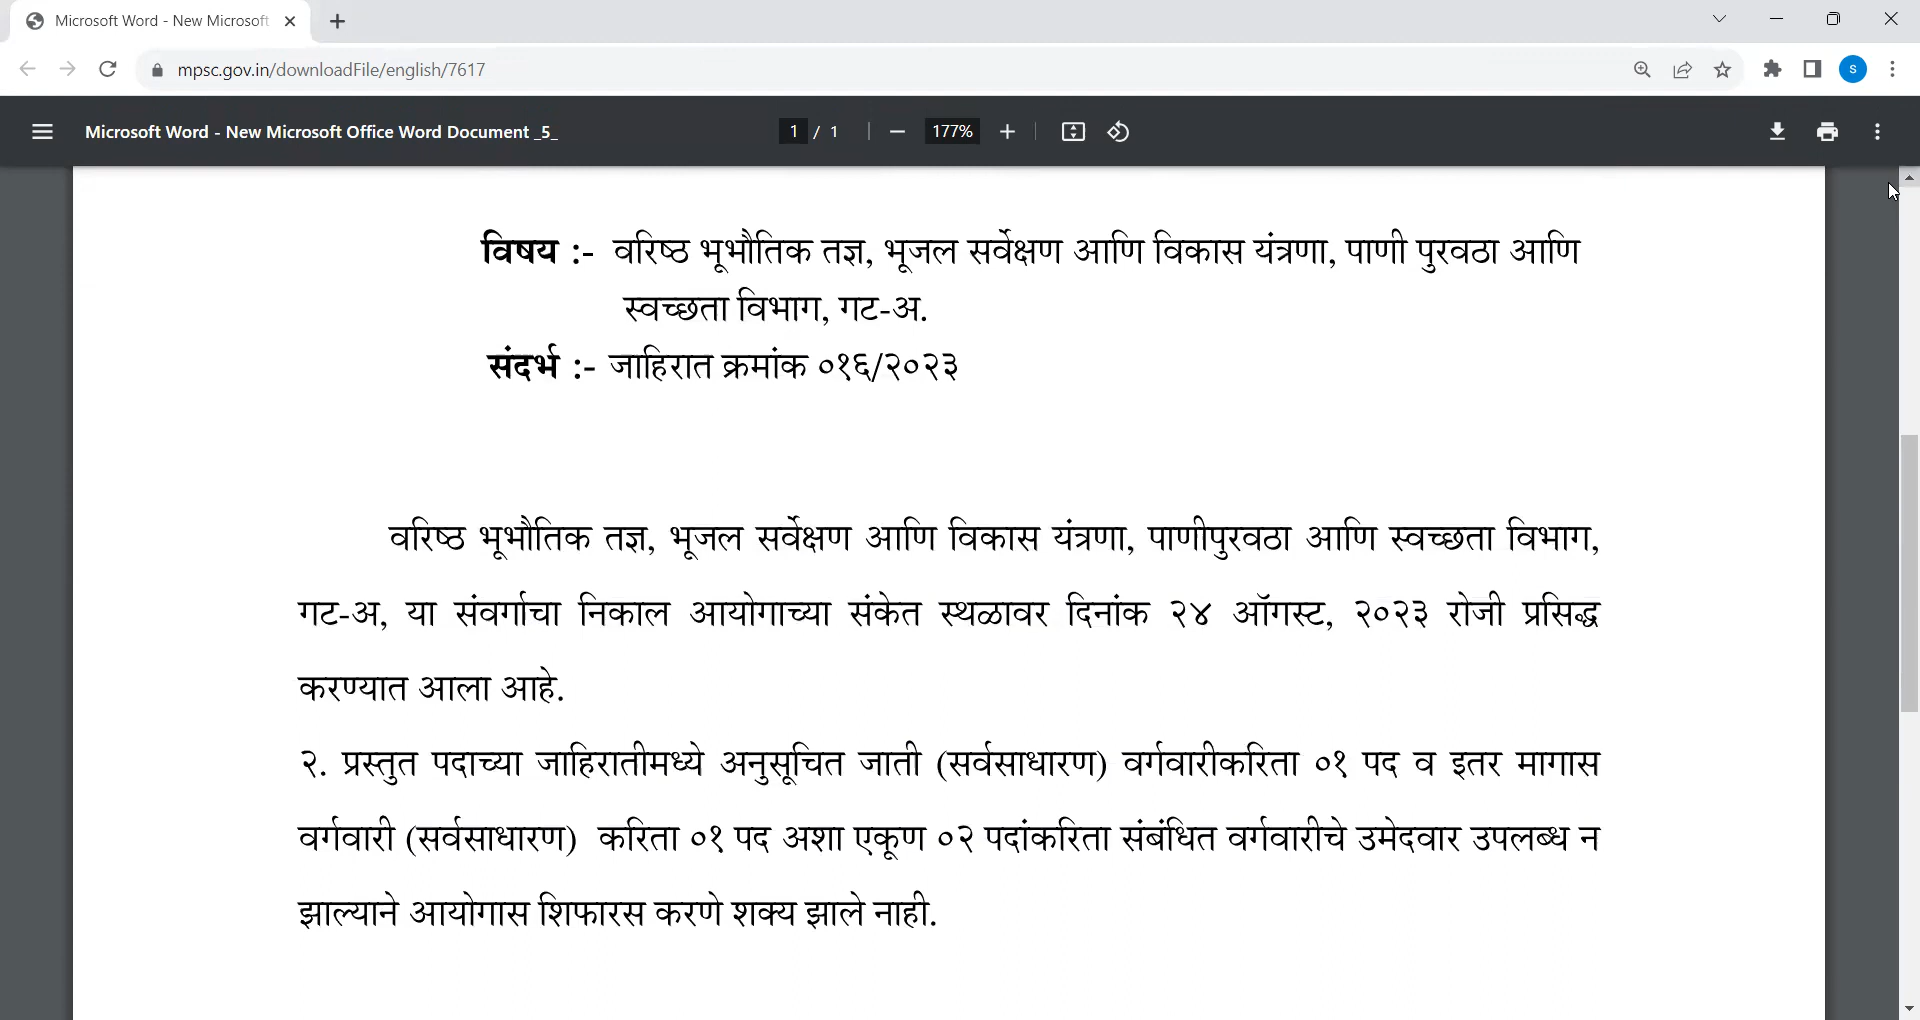 Microsoft Word - New Microsoft
mpsc.gov.in/downloadFile/english/7617
S
Microsoft Word - New Microsoft Office Word Document _5_
1 / 1
177%
विषय :- वरिष्ठ भूभौतिक तज्ञ, भूजल सर्वेक्षण आणि विकास यंत्रणा, पाणी पुरवठा आणि
स्वच्छता विभाग, गट-अ.
संदर्भ :- जाहिरात क्रमांक ०१६/२०२३
वरिष्ठ भूभौतिक तज्ञ, भूजल सर्वेक्षण आणि विकास यंत्रणा, पाणीपुरवठा आणि स्वच्छता विभाग,
गट-अ, या संवर्गाचा निकाल आयोगाच्या संकेत स्थळावर दिनांक २४ ऑगस्ट, २०२३ रोजी प्रसिद्ध
करण्यात आला आहे.
२. प्रस्तुत पदाच्या जाहिरातीमध्ये अनुसूचित जाती (सर्वसाधारण) वर्गवारीकरिता ०१ पद व इतर मागास
वर्गवारी (सर्वसाधारण) करिता ०१ पद अशा एकूण ०२ पदांकरिता संबंधित वर्गवारीचे उमेदवार उपलब्ध न
झाल्याने आयोगास शिफारस करणे शक्य झाले नाही.